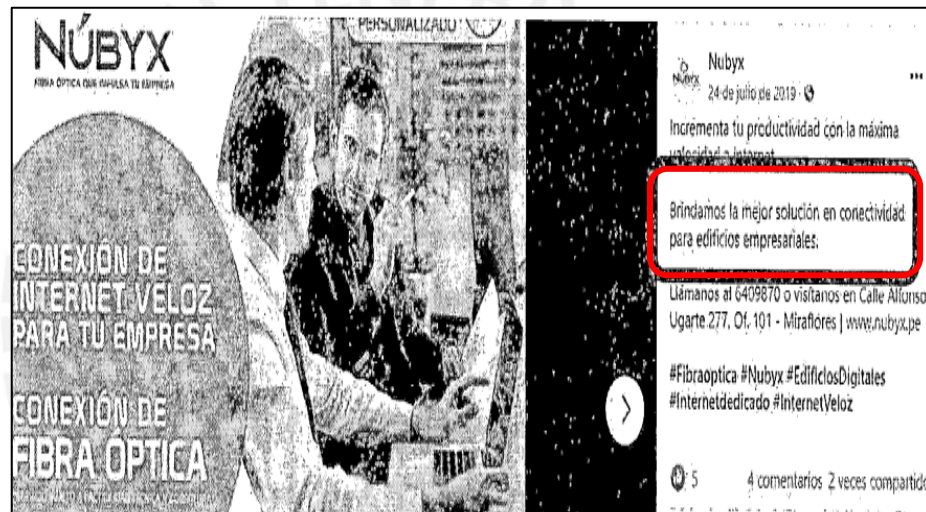 NÚBYX
FIBRA ÓPTICA QUE IMPULSA TU EMPRESA
PERSONALIZADO
CONEXIÓN DE
INTERNET VELOZ
PARA TU EMPRESA
CONEXIÓN DE
FIBRA ÓPTICA
Nubyx
24 de julio de 2019
Incrementa tu productividad con la máxima
velocidad a internet
Brindamos la mejor solución en conectividad
para edificios empresariales.
Llámanos al 6409870 o visítanos en Calle Alfonso
Ugarte 277, Of. 101 - Miraflores | www.nubyx.pe
#Fibraoptica #Nubyx #EdificiosDigitales
#Internetdedicado #InternetVeloz
5
4 comentarios 2 veces compartido